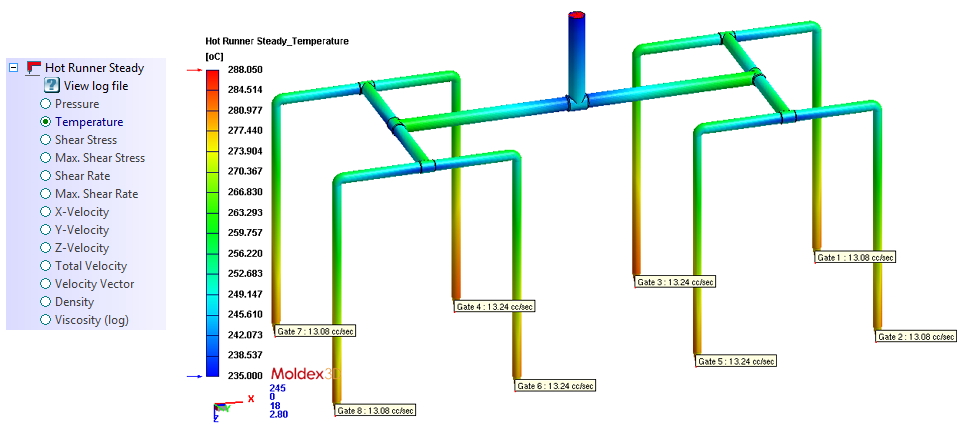 Hot Runner Steady
View log file
Pressure
Temperature
Shear Stress
Max. Shear Stress
Shear Rate
Max. Shear Rate
X-Velocity
Y-Velocity
Z-Velocity
Total Velocity
Velocity Vector
Density
Viscosity (log)
Hot Runner Steady_Temperature
[oC]
288.050
284.514
280.977
277.440
273.904
270.367
266.830
263.293
259.757
256.220
252.683
249.147
245.610
242.073
238.537
235.000
Moldex3D
245
0
18
2.80
X
Y
Z
Gate 1 : 13.08 cc/sec
Gate 3 : 13.24 cc/sec
Gate 4 : 13.24 cc/sec
Gate 7 : 13.08 cc/sec
Gate 2 : 13.08 cc/sec
Gate 5 : 13.24 cc/sec
Gate 6 : 13.24 cc/sec
Gate 8 : 13.08 cc/sec